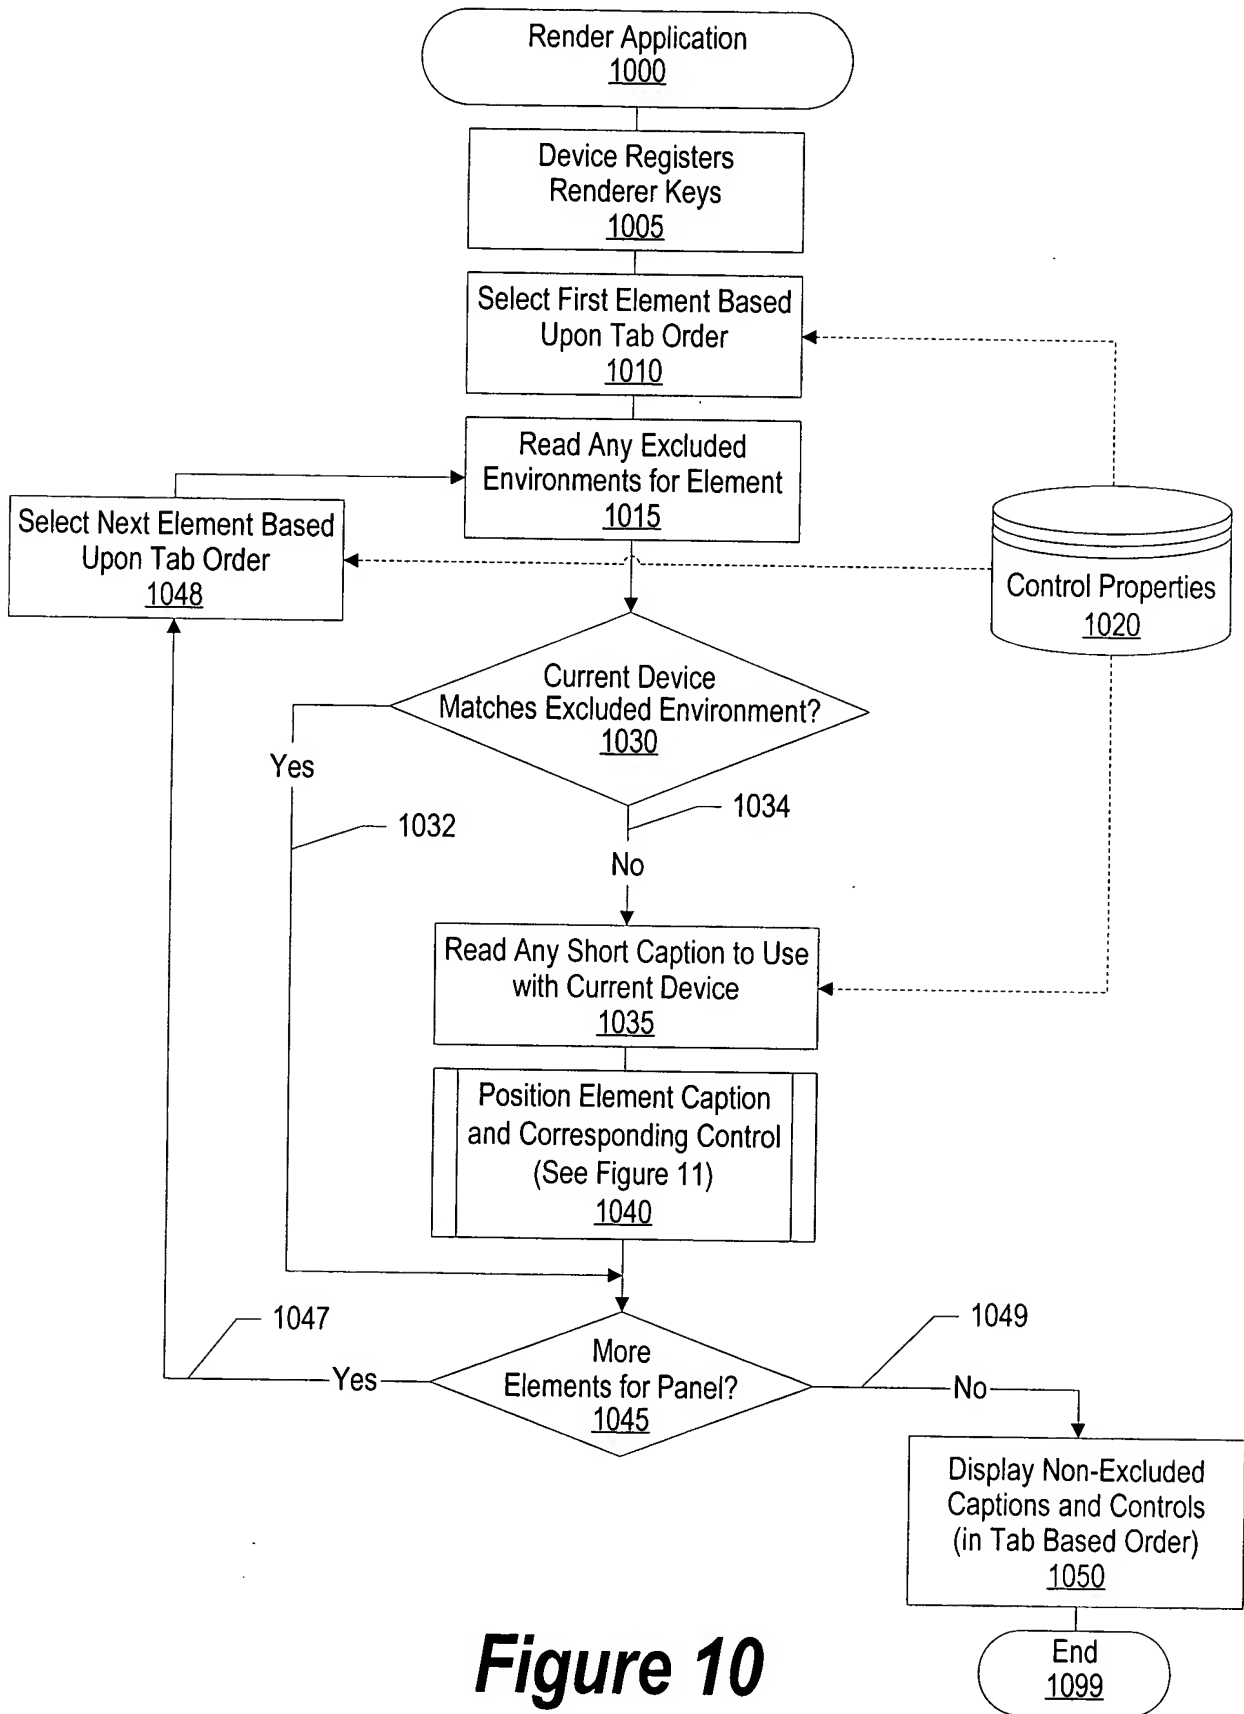 Render Application
1000
Device Registers
Renderer Keys
1005
Select First Element Based
Upon Tab Order
1010
Read Any Excluded
Environments for Element
1015
Select Next Element Based
Upon Tab Order
1048
Control Properties
1020
Current Device
Matches Excluded Environment?
1030
Yes
1032
1034
No
Read Any Short Caption to Use
with Current Device
1035
Position Element Caption
and Corresponding Control
(See Figure 11)
1040
1047
1049
More
Elements for Panel?
1045
Yes
No
Display Non-Excluded
Captions and Controls
(in Tab Based Order)
1050
End
1099
Figure 10